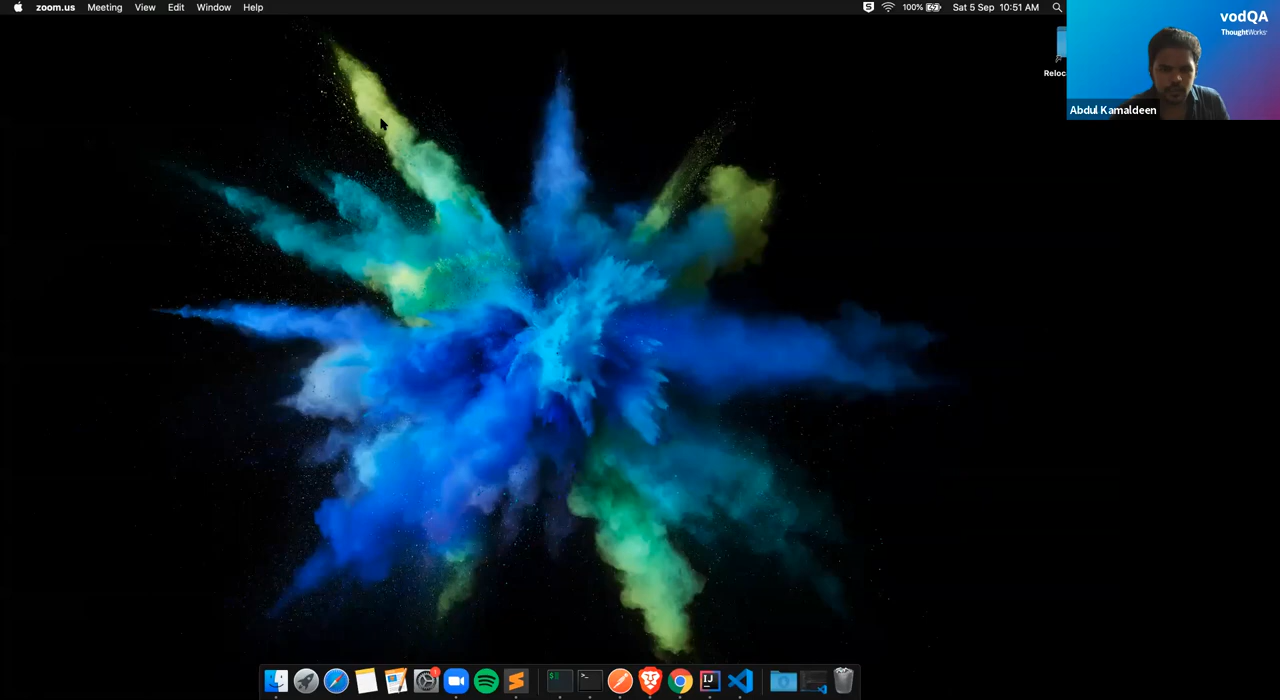 zoom.us Meeting View Edit Window Help
S 100% Sat 5 Sep 10:51 AM
vodQA
ThoughtWorks
Reloc
Abdul Kamaldeen
$
>_
IJ